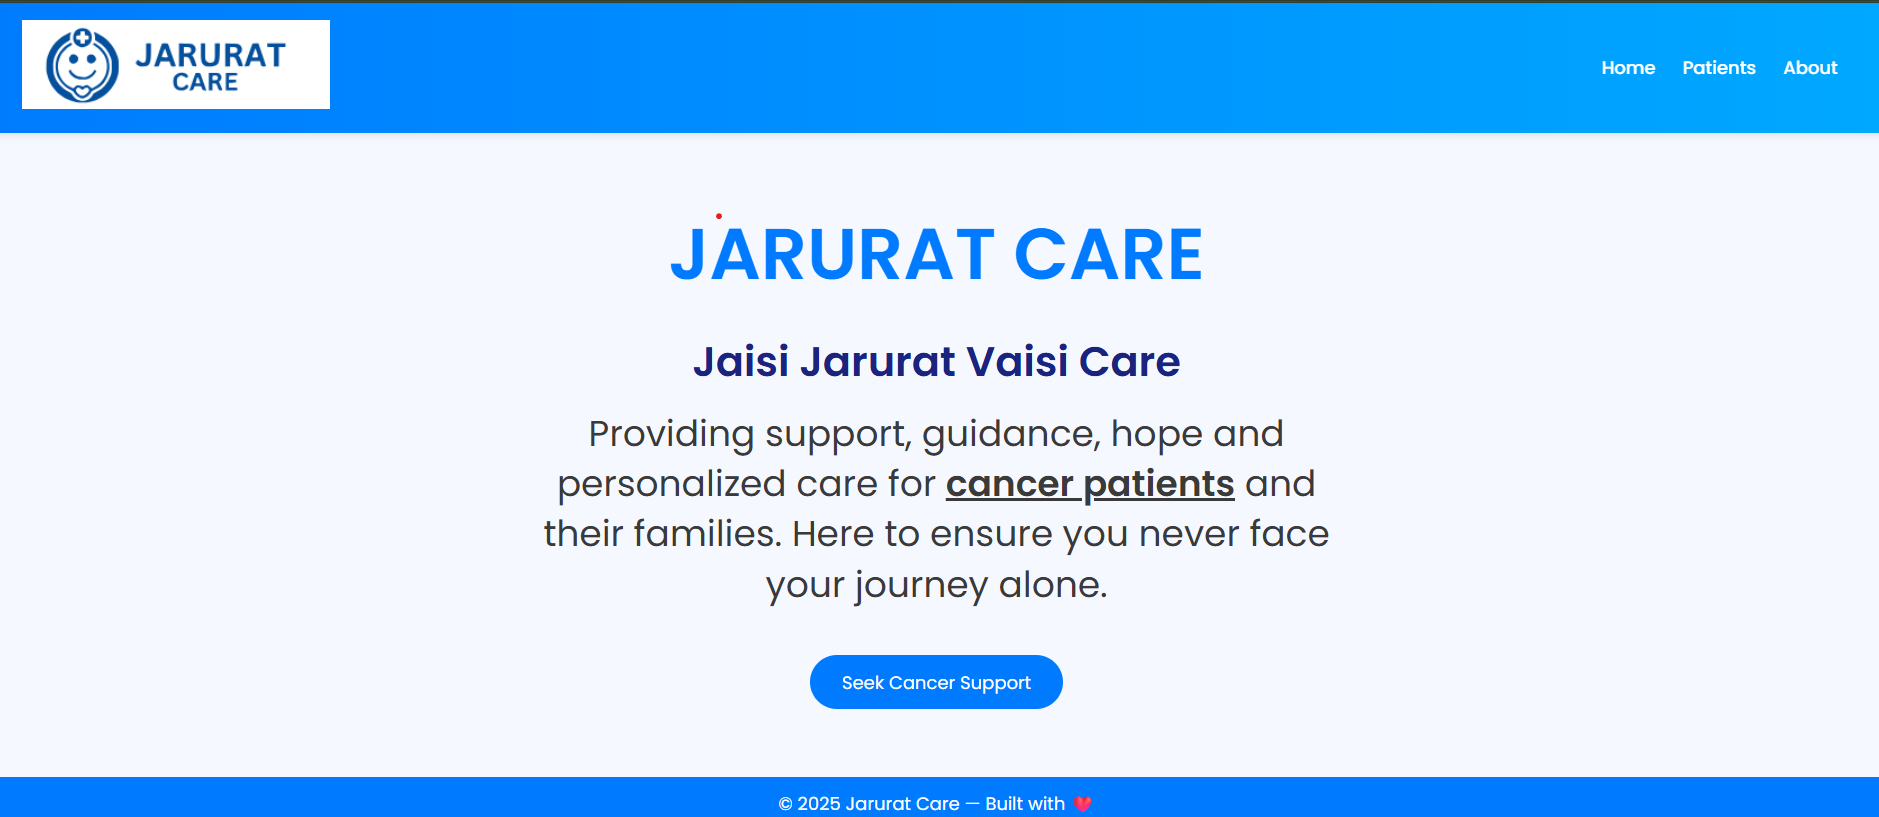 JARURAT
CARE
Home Patients About
JARURAT CARE
Jaisi Jarurat Vaisi Care
Providing support, guidance, hope and
personalized care for cancer patients and
their families. Here to ensure you never face
your journey alone.
Seek Cancer Support
© 2025 Jarurat Care — Built with ❤️